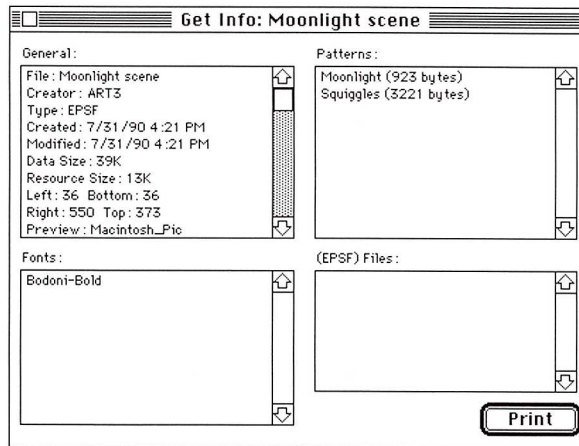 Get Info: Moonlight scene
General:
File: Moonlight scene
Creator: ART3
Type: EPSF
Created: 7/31/90 4:21 PM
Modified: 7/31/90 4:21 PM
Data Size: 39K
Resource Size: 13K
Left: 36 Bottom: 36
Right: 550 Top: 373
Preview: Macintosh_Pic
Patterns:
Moonlight (923 bytes)
Squiggles (3221 bytes)
Fonts:
Bodoni-Bold
(EPSF) Files:
Print